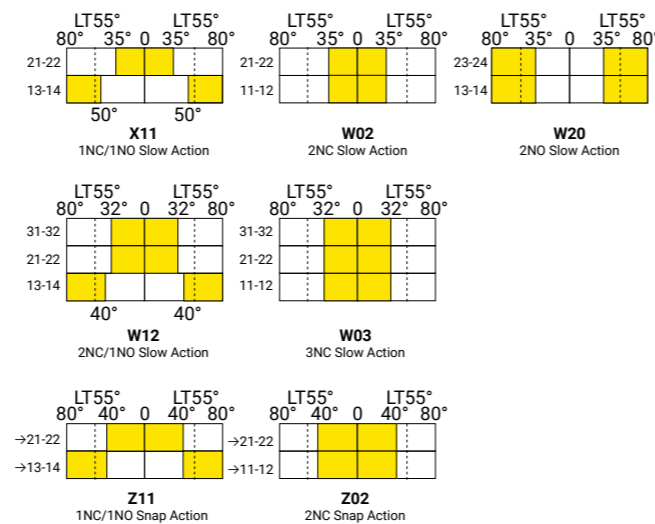 LT55° LT55° LT55° LT55° LT55° LT55°
80° 35° 0 35° 80° 80° 35° 0 35° 80° 80° 35° 0 35° 80°
21-22 21-22 23-24
13-14 11-12 13-14
50° 50°
X11 W02 W20
1NC/1NO Slow Action 2NC Slow Action 2NO Slow Action
LT55° LT55° LT55° LT55°
80° 32° 0 32° 80° 80° 32° 0 32° 80°
31-32 31-32
21-22 21-22
13-14 11-12
40° 40°
W12 W03
2NC/1NO Slow Action 3NC Slow Action
LT55° LT55° LT55° LT55°
80° 40° 0 40° 80° 80° 40° 0 40° 80°
→21-22 →21-22
→13-14 →11-12
Z11 Z02
1NC/1NO Snap Action 2NC Snap Action